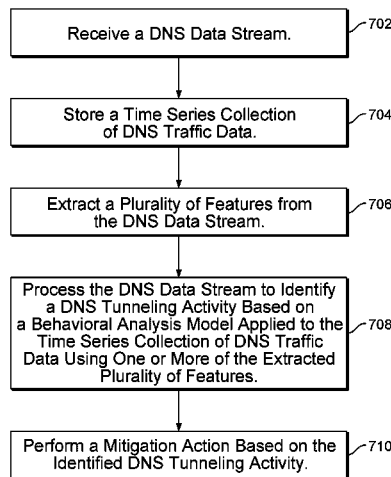 Receive a DNS Data Stream.
702
Store a Time Series Collection
of DNS Traffic Data.
704
Extract a Plurality of Features from
the DNS Data Stream.
706
Process the DNS Data Stream to Identify
a DNS Tunneling Activity Based on
a Behavioral Analysis Model Applied to the
Time Series Collection of DNS Traffic
Data Using One or More of the Extracted
Plurality of Features.
708
Perform a Mitigation Action Based on the
Identified DNS Tunneling Activity.
710